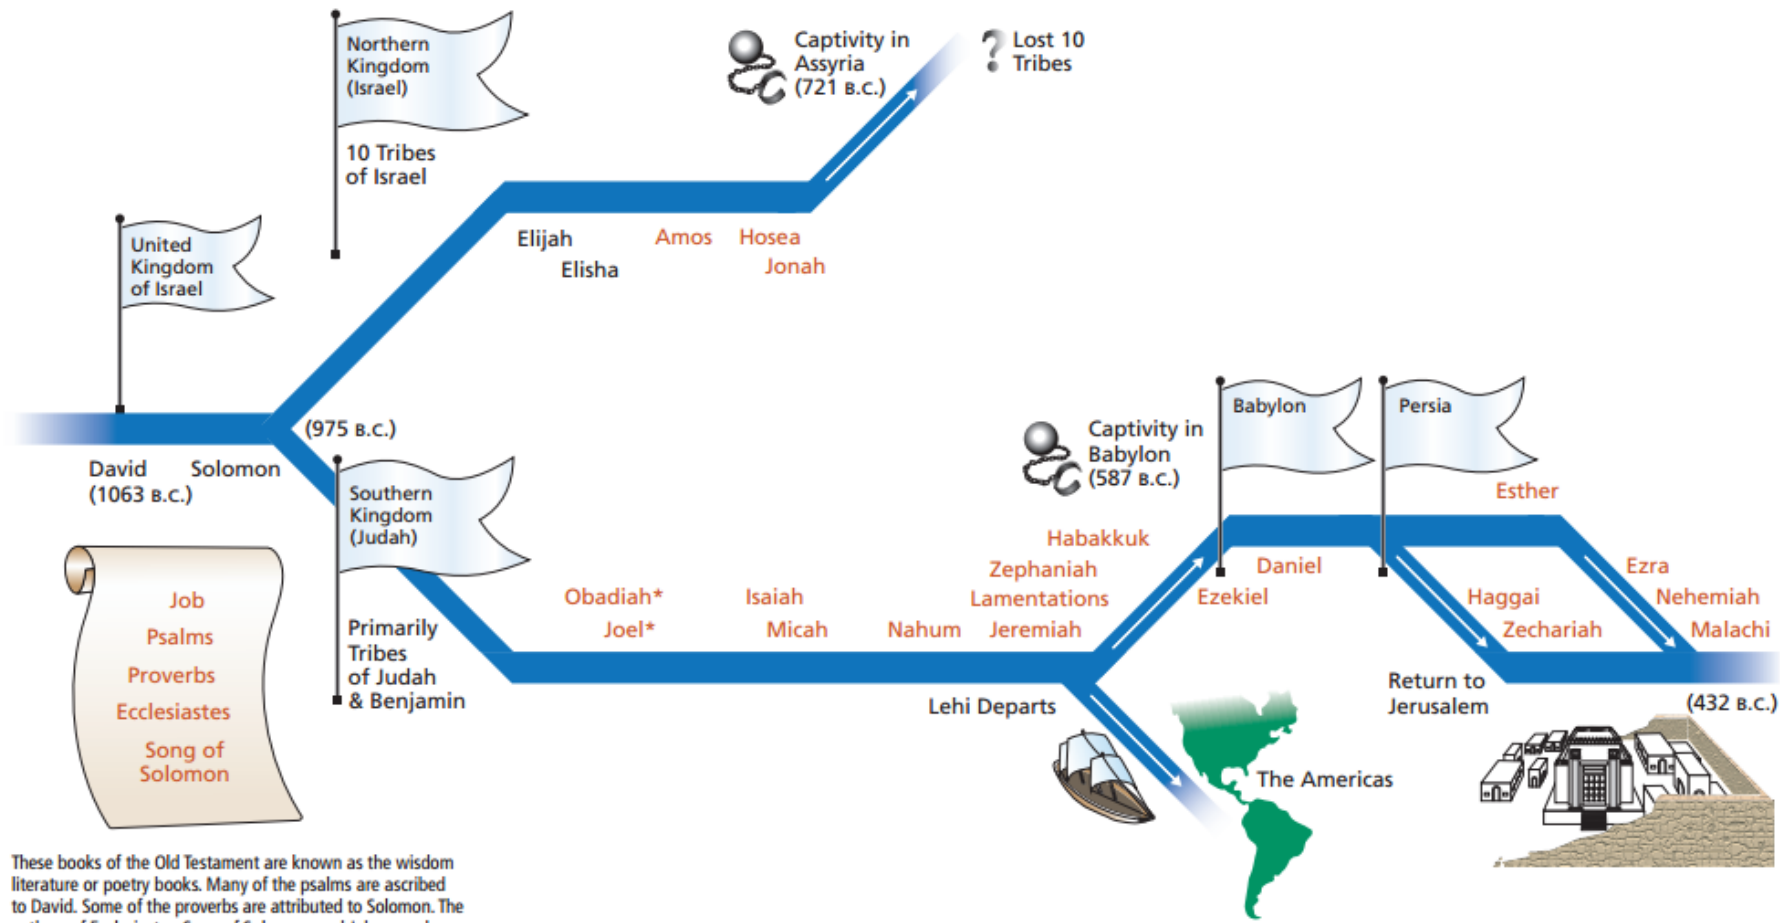 Northern
Kingdom
(Israel)
10 Tribes
of Israel
Captivity in
Assyria
(721 B.C.)
? Lost 10
Tribes
United
Kingdom
of Israel
Elijah
Elisha
Amos
Hosea
Jonah
(975 B.C.)
David
(1063 B.C.)
Solomon
Southern
Kingdom
(Judah)
Primarily
Tribes
of Judah
& Benjamin
Job
Psalms
Proverbs
Ecclesiastes
Song of
Solomon
Obadiah*
Joel*
Isaiah
Micah
Nahum
Habakkuk
Zephaniah
Lamentations
Jeremiah
Captivity in
Babylon
(587 B.C.)
Babylon
Persia
Esther
Daniel
Ezekiel
Haggai
Zechariah
Ezra
Nehemiah
Malachi
Lehi Departs
The Americas
Return to
Jerusalem
(432 B.C.)
These books of the Old Testament are known as the wisdom
literature or poetry books. Many of the psalms are ascribed
to David. Some of the proverbs are attributed to Solomon. The